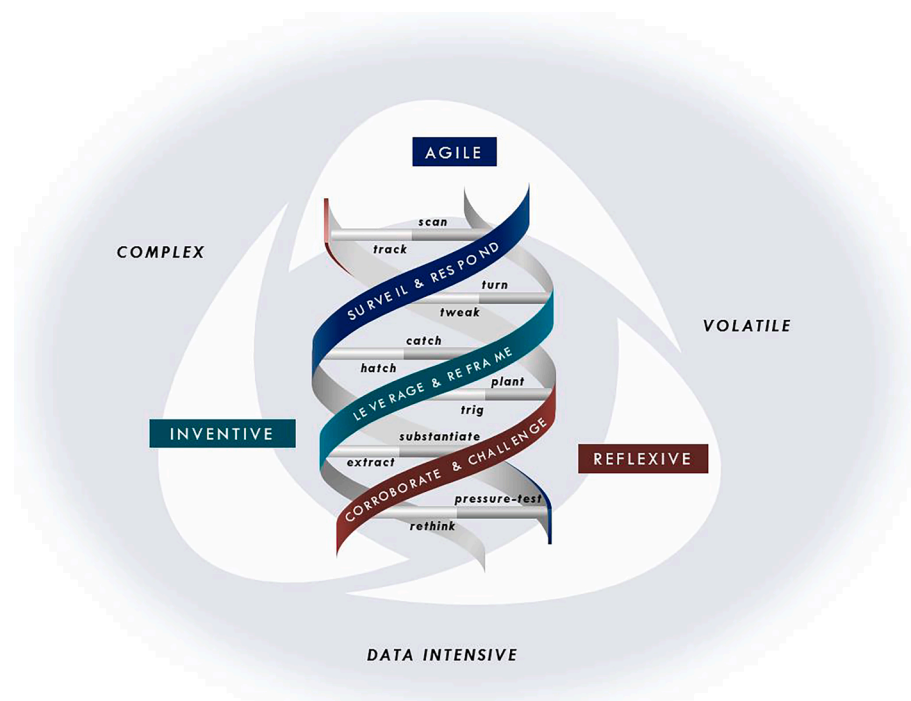 AGILE
scan
track
COMPLEX
SURVEIL & RESPOND
turn
tweak
VOLATILE
catch
hatch
LEVERAGE & REFRAME
plant
trig
INVENTIVE
substantiate
extract
CORROBORATE & CHALLENGE
REFLEXIVE
pressure-test
rethink
DATA INTENSIVE